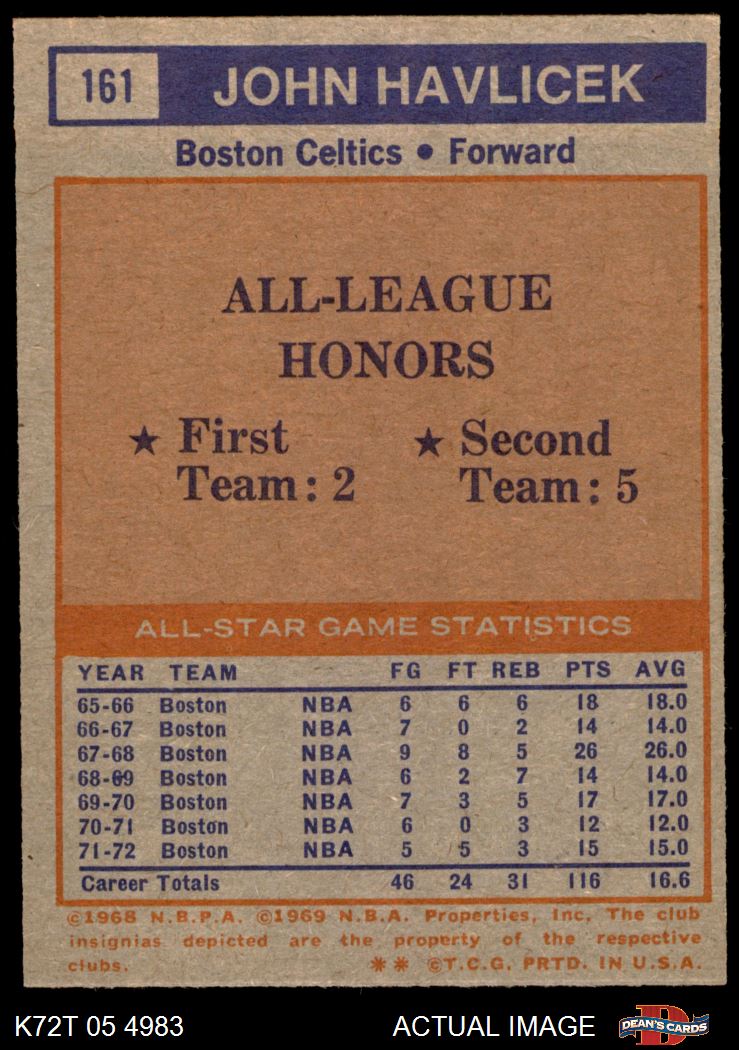 161 JOHN HAVLICEK
Boston Celtics • Forward
ALL-LEAGUE
HONORS
★ First ★ Second
Team: 2 Team: 5
ALL-STAR GAME STATISTICS
YEAR TEAM FG FT REB PTS AVG
65-66 Boston NBA 6 6 6 18 18.0
66-67 Boston NBA 7 0 2 14 14.0
67-68 Boston NBA 9 8 5 26 26.0
68-69 Boston NBA 6 2 7 14 14.0
69-70 Boston NBA 7 3 5 17 17.0
70-71 Boston NBA 6 0 3 12 12.0
71-72 Boston NBA 5 5 3 15 15.0
Career Totals 46 24 31 116 16.6
©1968 N.B.P.A. ©1969 N.B.A. Properties, Inc. The club
insignias depicted are the property of the respective
clubs. ** ©T.C.G. PRTD. IN U.S.A.
K72T 05 4983 ACTUAL IMAGE D DEAN'S CARDS